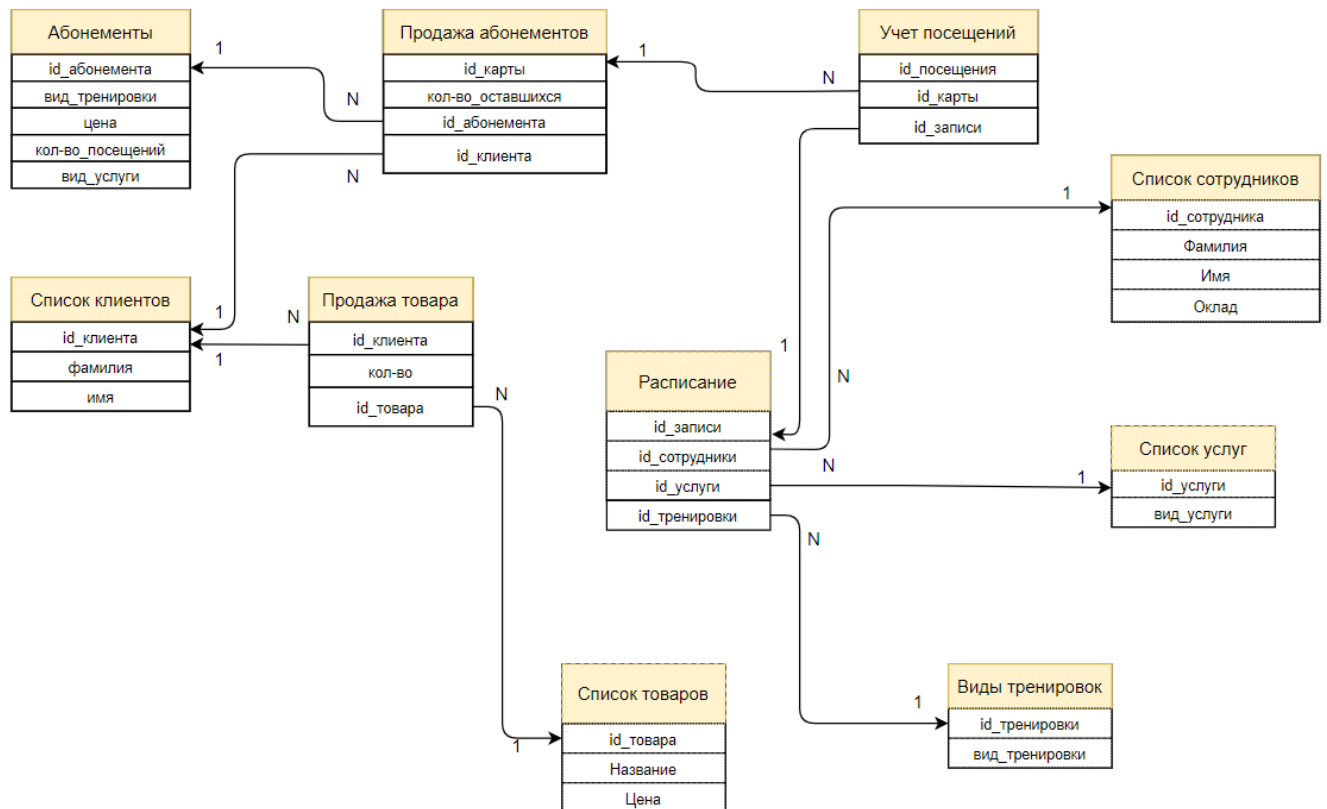 Абонементы
id_абонемента
вид_тренировки
цена
кол-во_посещений
вид_услуги
1
N
Продажа абонементов
id_карты
кол-во_оставшихся
id_абонемента
id_клиента
N
1
N
Учет посещений
id_посещения
id_карты
id_записи
Список сотрудников
id_сотрудника
Фамилия
Имя
Оклад
1
Список клиентов
id_клиента
фамилия
имя
1
1
N
Продажа товара
id_клиента
кол-во
id_товара
N
1
Расписание
id_записи
id_сотрудники
id_услуги
id_тренировки
1
N
N
N
1
Список услуг
id_услуги
вид_услуги
Список товаров
id_товара
Название
Цена
1
Виды тренировок
id_тренировки
вид_тренировки